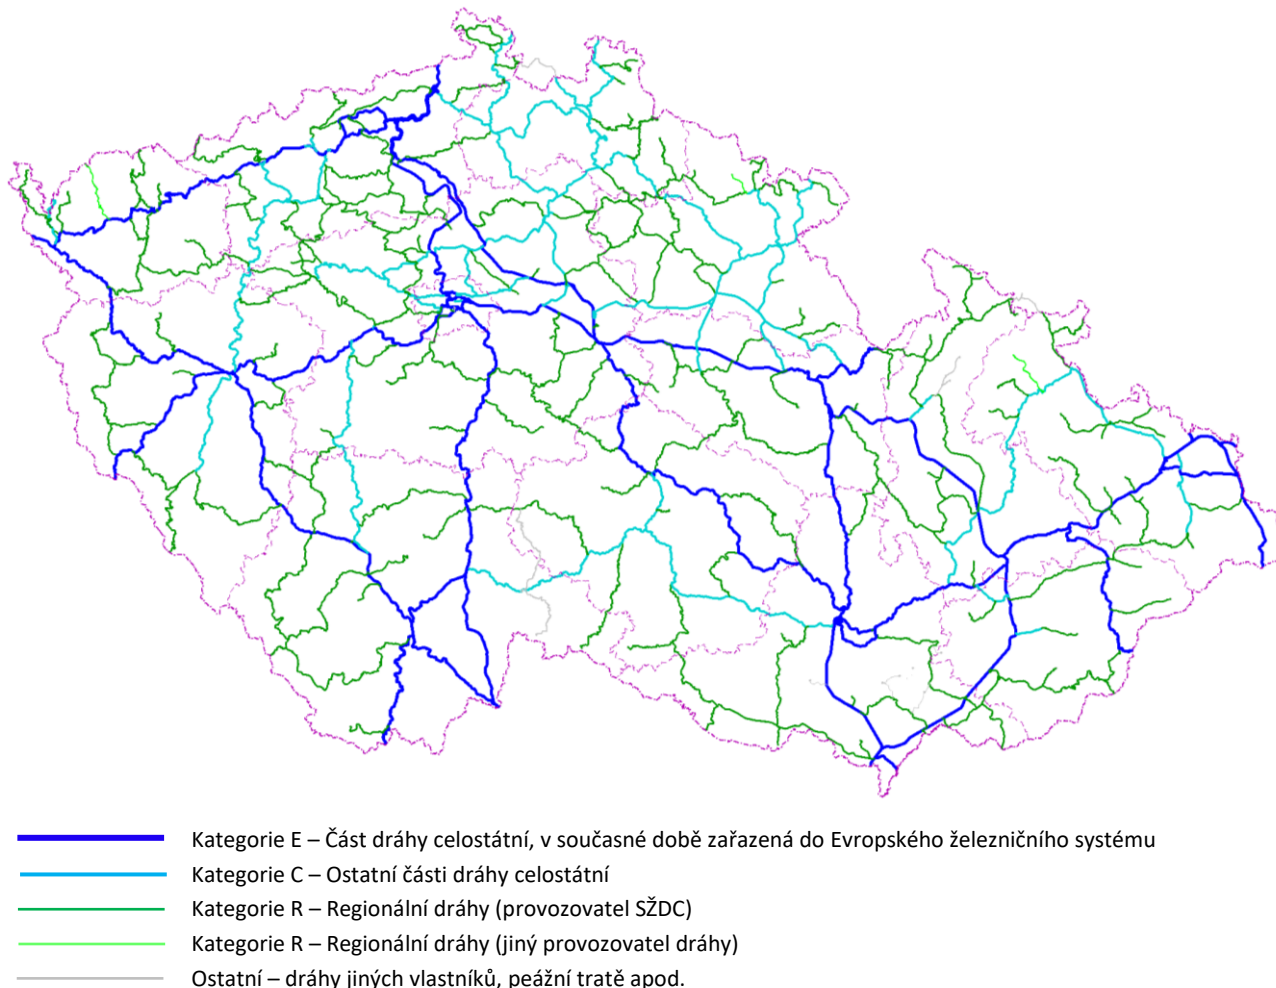 Kategorie E – Část dráhy celostátní, v současné době zařazená do Evropského železničního systému
Kategorie C – Ostatní části dráhy celostátní
Kategorie R – Regionální dráhy (provozovatel SŽDC)
Kategorie R – Regionální dráhy (jiný provozovatel dráhy)
Ostatní – dráhy jiných vlastníků, peážní tratě apod.